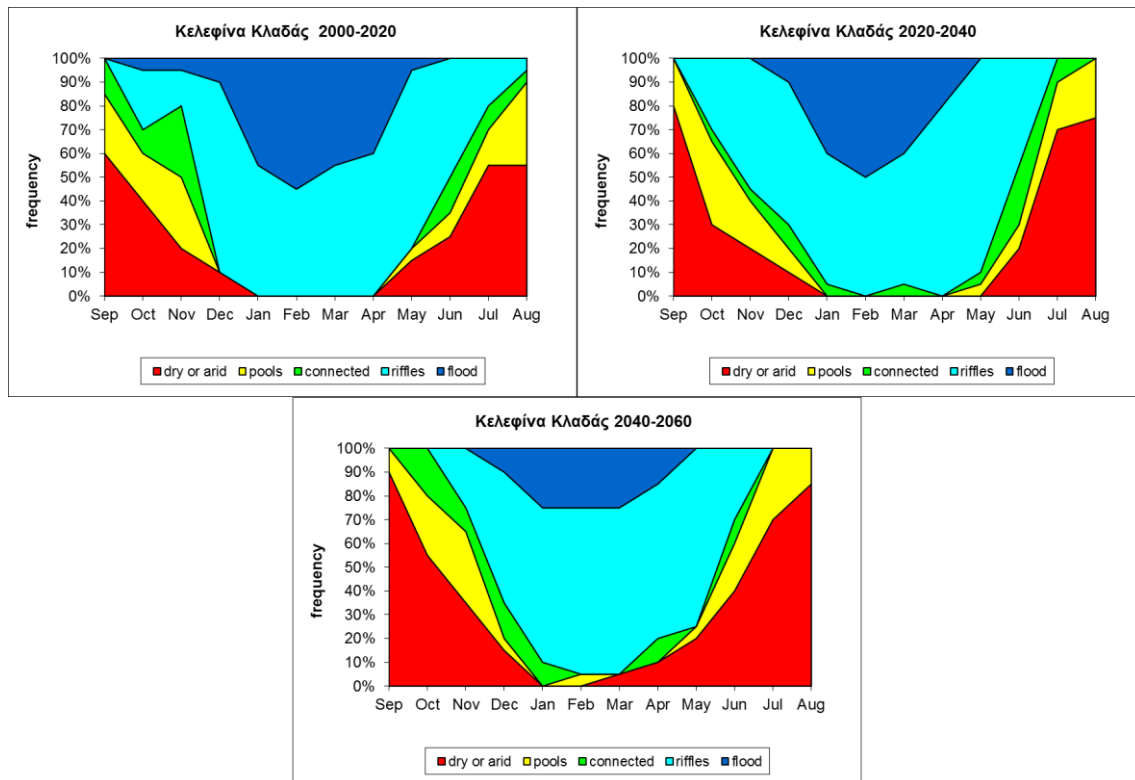 Κελεφίνα Κλαδάς 2000-2020
100%
90%
80%
70%
60%
50%
40%
30%
20%
10%
0%
frequency
Sep Oct Nov Dec Jan Feb Mar Apr May Jun Jul Aug
dry or arid pools connected riffles flood
Κελεφίνα Κλαδάς 2020-2040
100%
90%
80%
70%
60%
50%
40%
30%
20%
10%
0%
frequency
Sep Oct Nov Dec Jan Feb Mar Apr May Jun Jul Aug
dry or arid pools connected riffles flood
Κελεφίνα Κλαδάς 2040-2060
100%
90%
80%
70%
60%
50%
40%
30%
20%
10%
0%
frequency
Sep Oct Nov Dec Jan Feb Mar Apr May Jun Jul Aug
dry or arid pools connected riffles flood